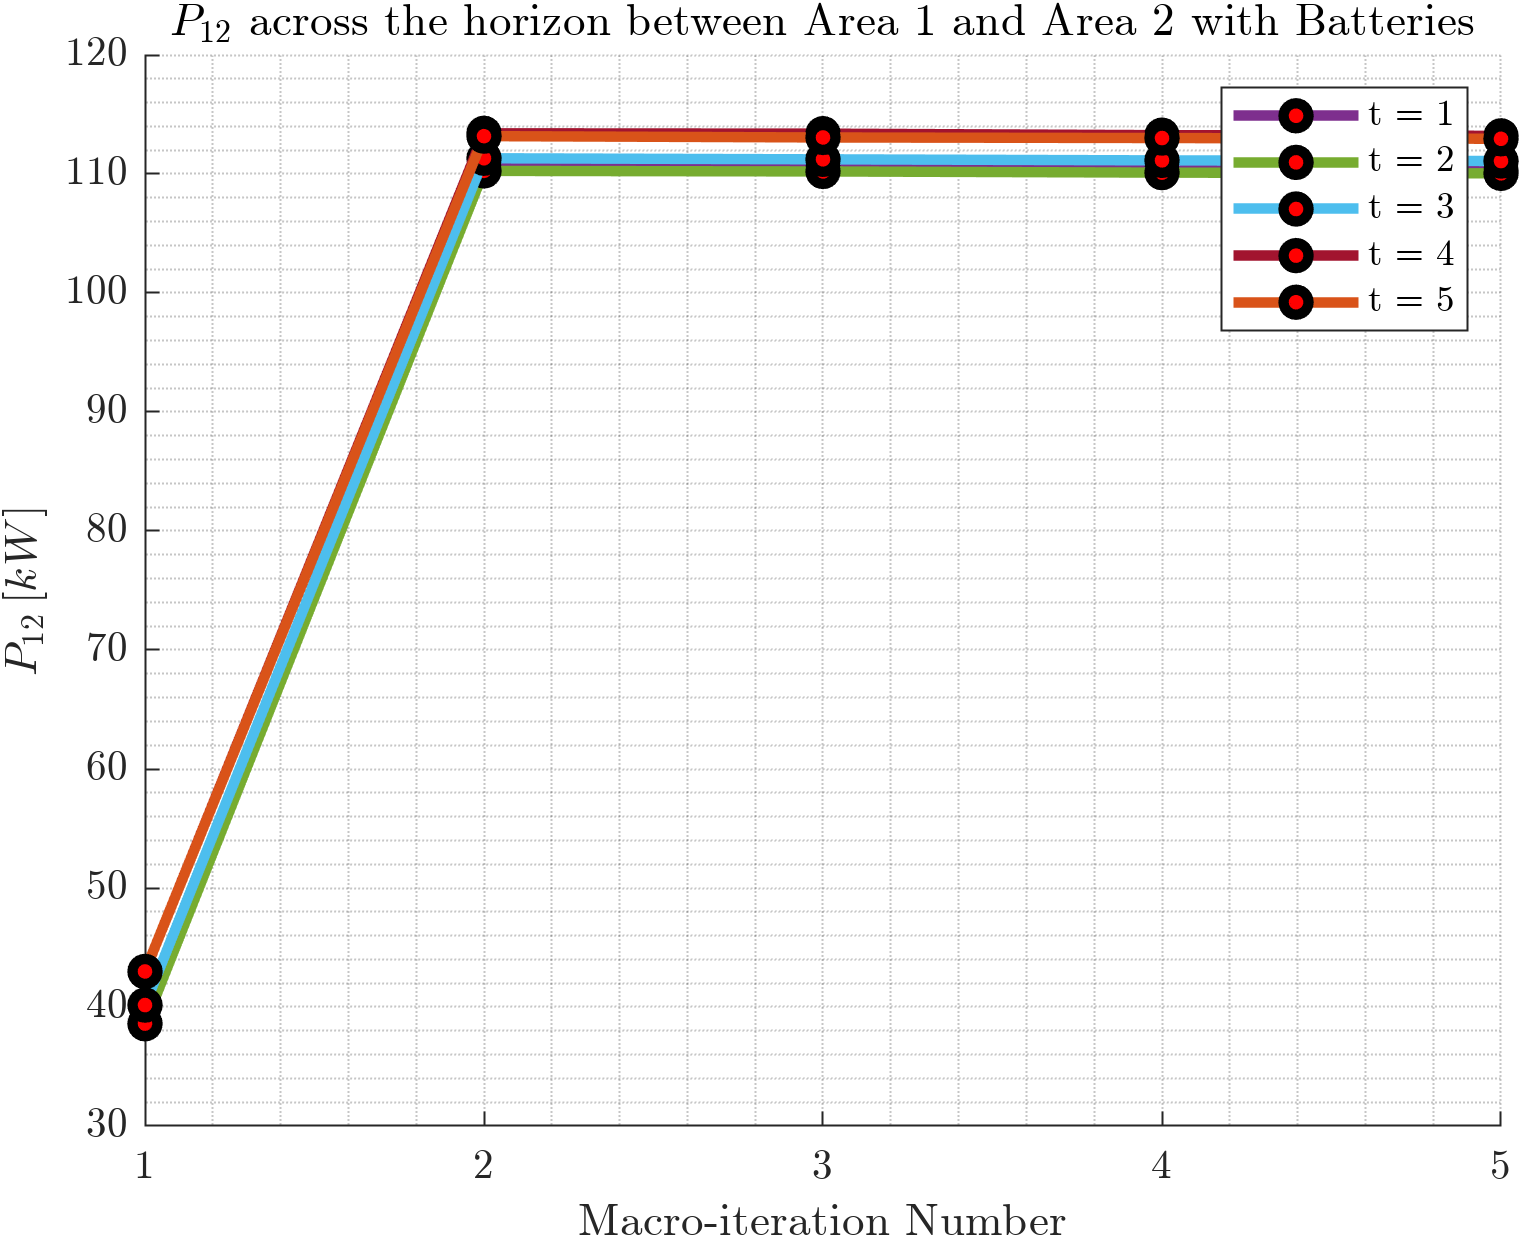 P₁₂ across the horizon between Area 1 and Area 2 with Batteries
120
110
100
90
80
70
60
50
40
30
P₁₂ [kW]
t = 1
t = 2
t = 3
t = 4
t = 5
1 2 3 4 5
Macro-iteration Number